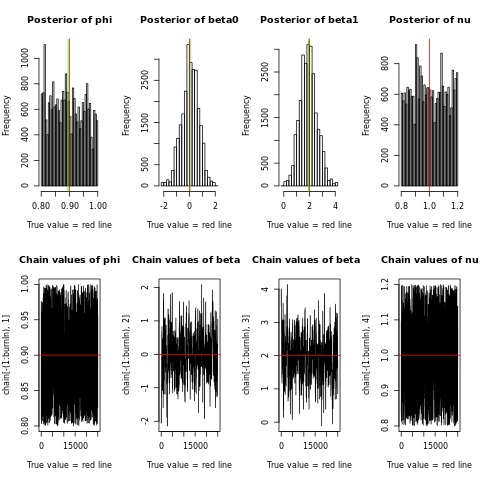 Posterior of phi
Posterior of beta0
Posterior of beta1
Posterior of nu
Frequency
0 200 400 600 800 1000
0.80 0.90 1.00
True value = red line
Frequency
0 500 1500 2500
-2 0 2
True value = red line
Frequency
0 500 1500 2500
0 2 4
True value = red line
Frequency
0 200 400 600 800
0.8 1.0 1.2
True value = red line
Chain values of phi
Chain values of beta
Chain values of beta
Chain values of nu
chain[-(1:burnIn), 1]
0.80 0.85 0.90 0.95 1.00
0 15000
True value = red line
chain[-(1:burnIn), 2]
-2 -1 0 1 2
0 15000
True value = red line
chain[-(1:burnIn), 3]
0 1 2 3 4
0 15000
True value = red line
chain[-(1:burnIn), 4]
0.8 0.9 1.0 1.1 1.2
0 15000
True value = red line